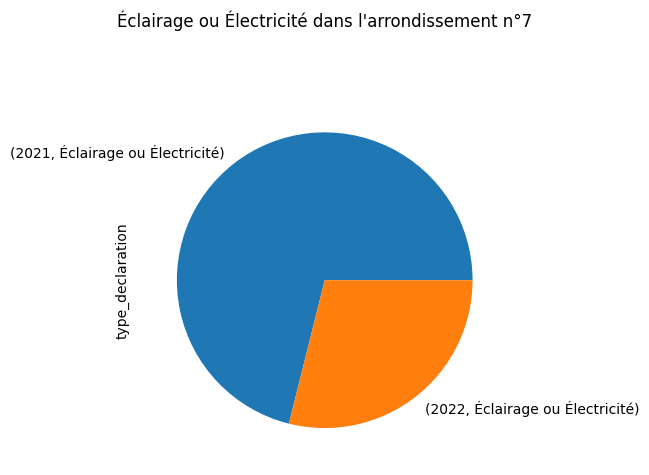 Éclairage ou Électricité dans l'arrondissement n°7
(2021, Éclairage ou Électricité)
type_declaration
(2022, Éclairage ou Électricité)